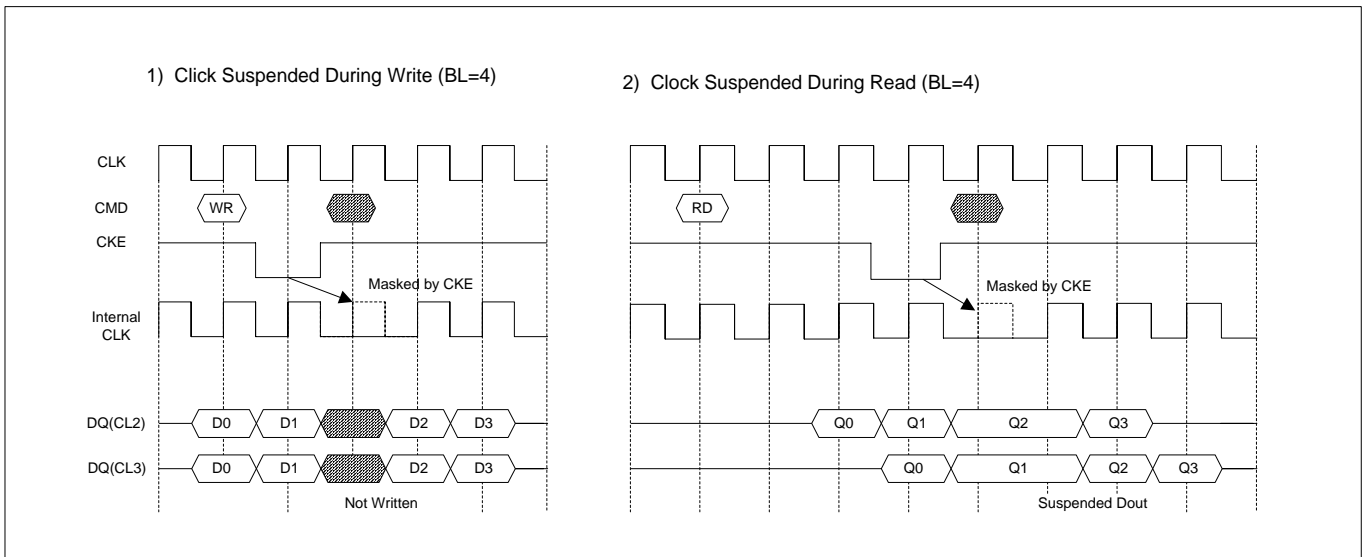 1) Click Suspended During Write (BL=4)
CLK
CMD
WR
CKE
Masked by CKE
Internal
CLK
DQ(CL2)
D0
D1
D2
D3
DQ(CL3)
D0
D1
D2
D3
Not Written
2) Clock Suspended During Read (BL=4)
RD
Masked by CKE
Q0
Q1
Q2
Q3
Q0
Q1
Q2
Q3
Suspended Dout